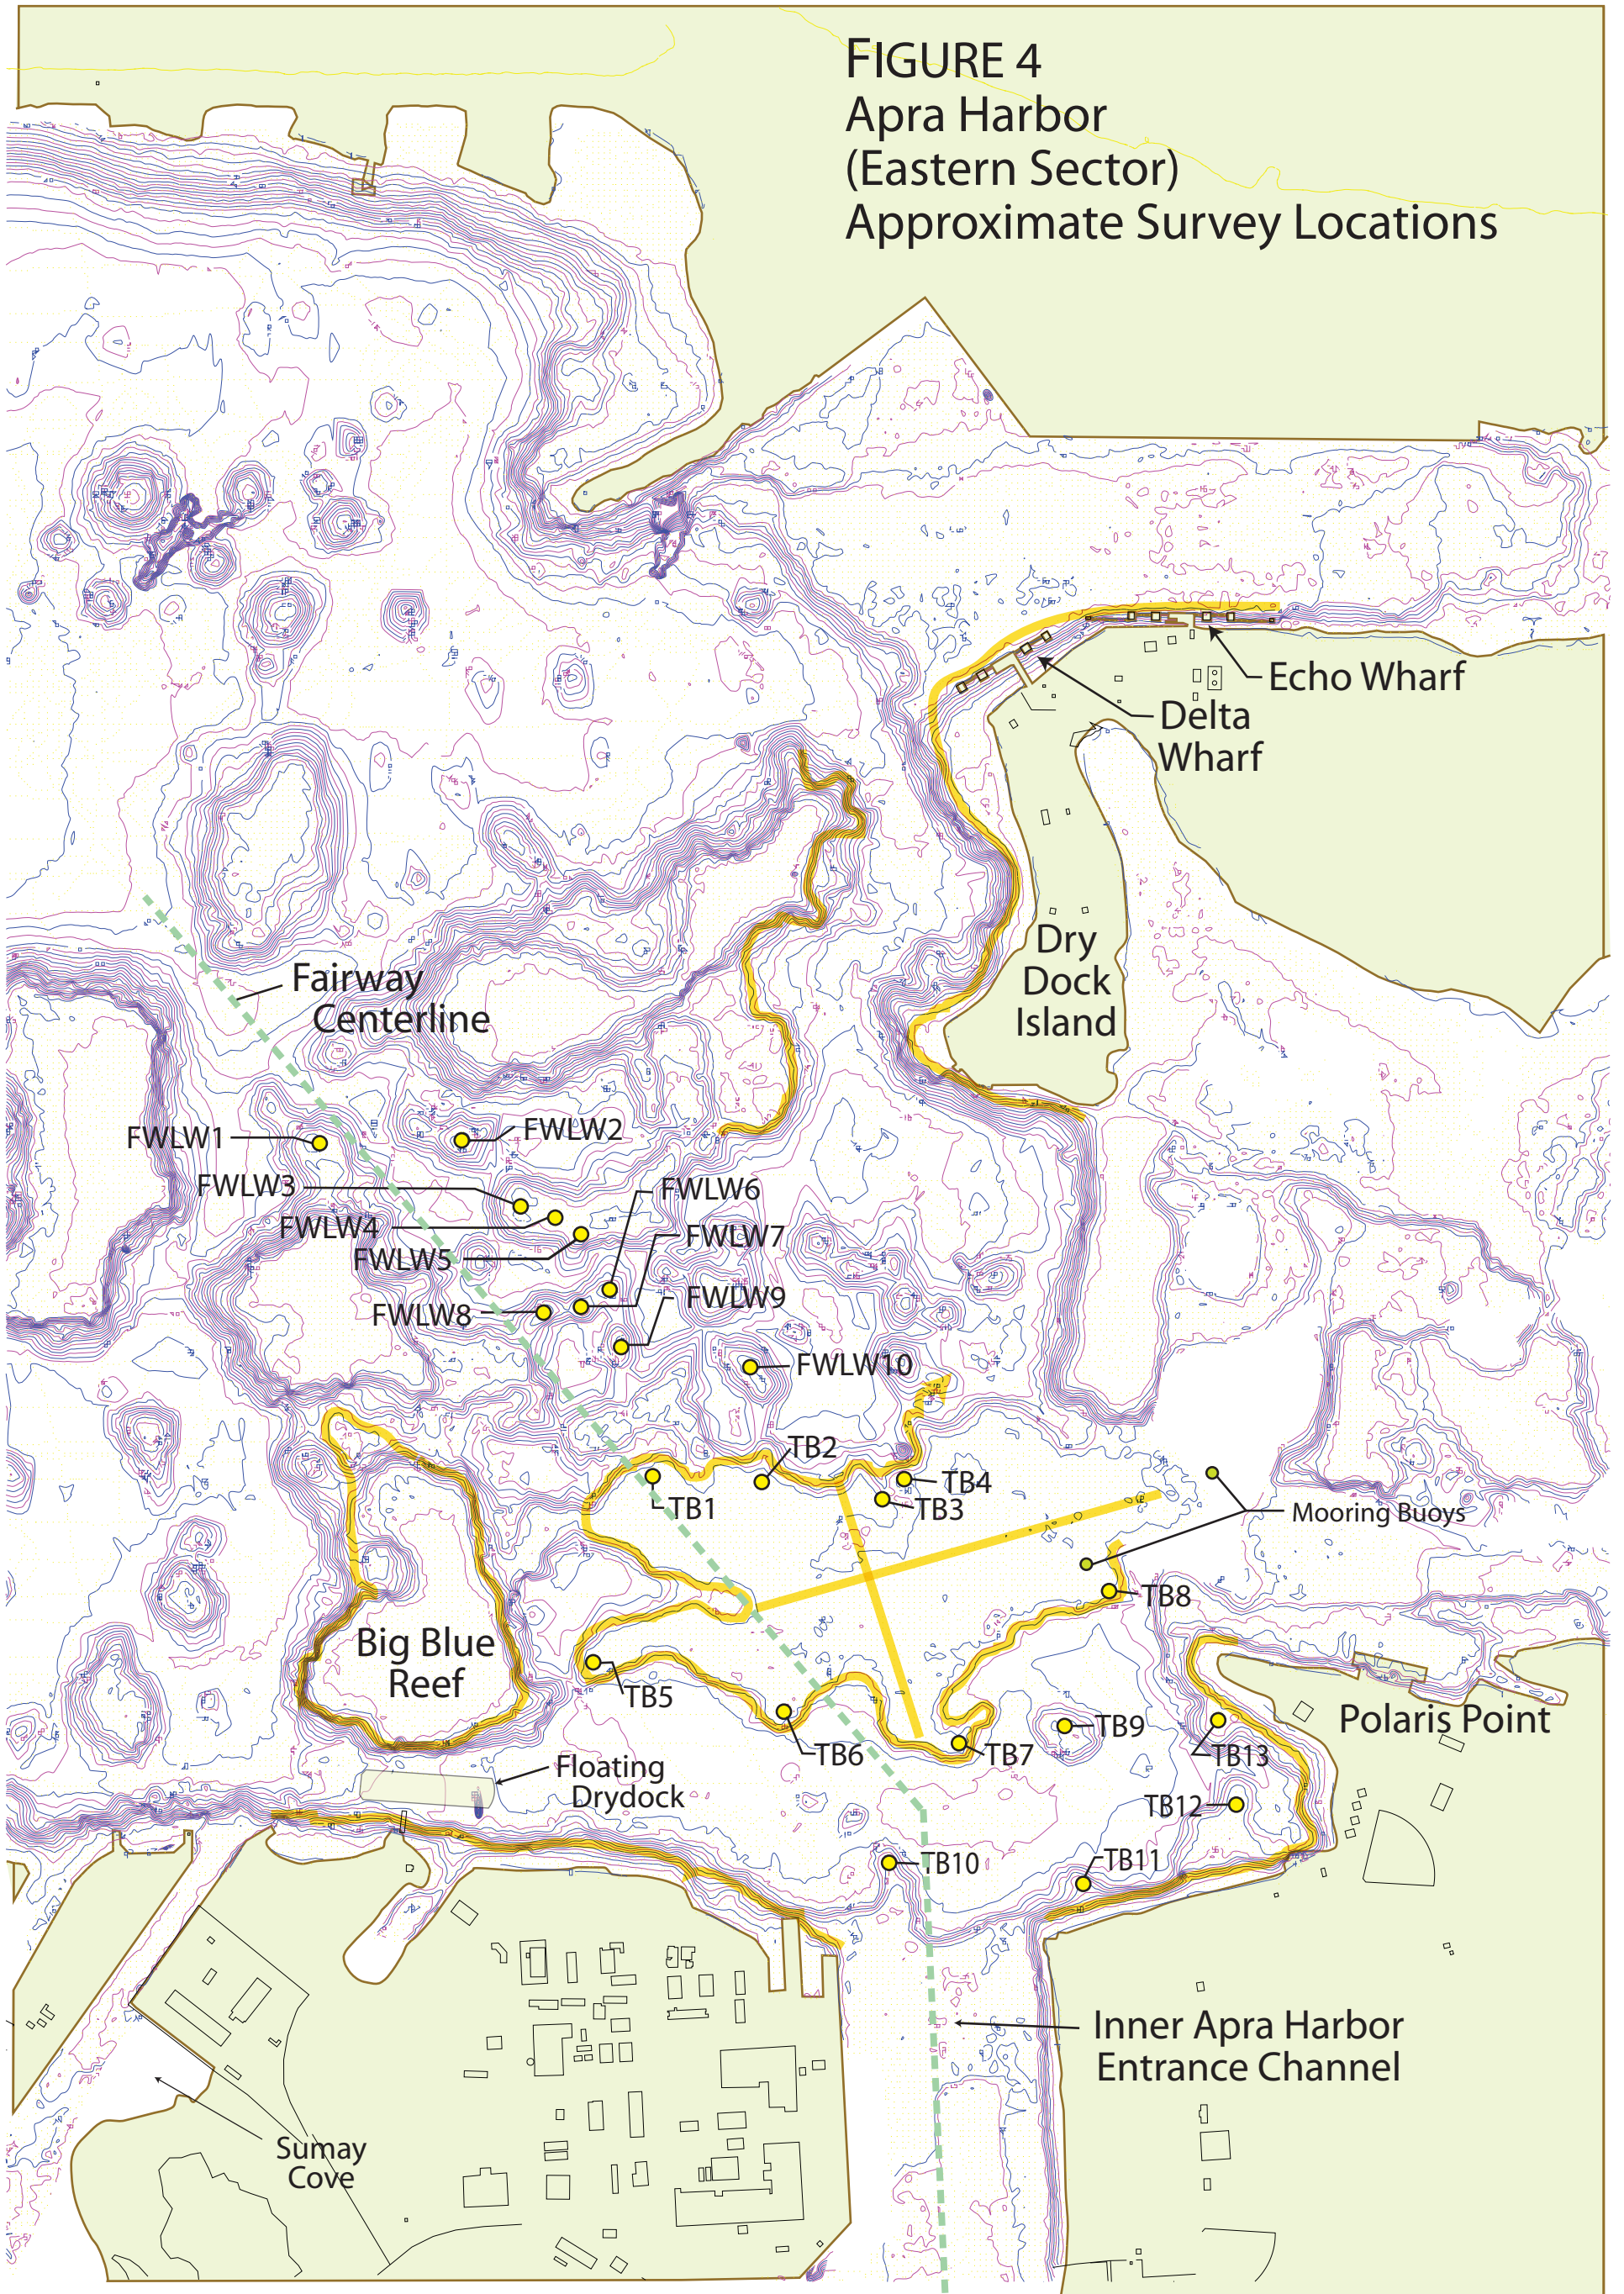 FIGURE 4
Apra Harbor
(Eastern Sector)
Approximate Survey Locations
Echo Wharf
Delta
Wharf
Dry
Dock
Island
Fairway
Centerline
FWLW1
FWLW2
FWLW3
FWLW6
FWLW4
FWLW7
FWLW5
FWLW9
FWLW8
FWLW10
TB2
TB4
TB1
TB3
Mooring Buoys
TB8
Big Blue
Reef
TB5
Polaris Point
TB9
TB6
TB7
TB13
Floating
Drydock
TB12
TB11
TB10
Inner Apra Harbor
Entrance Channel
Sumay
Cove